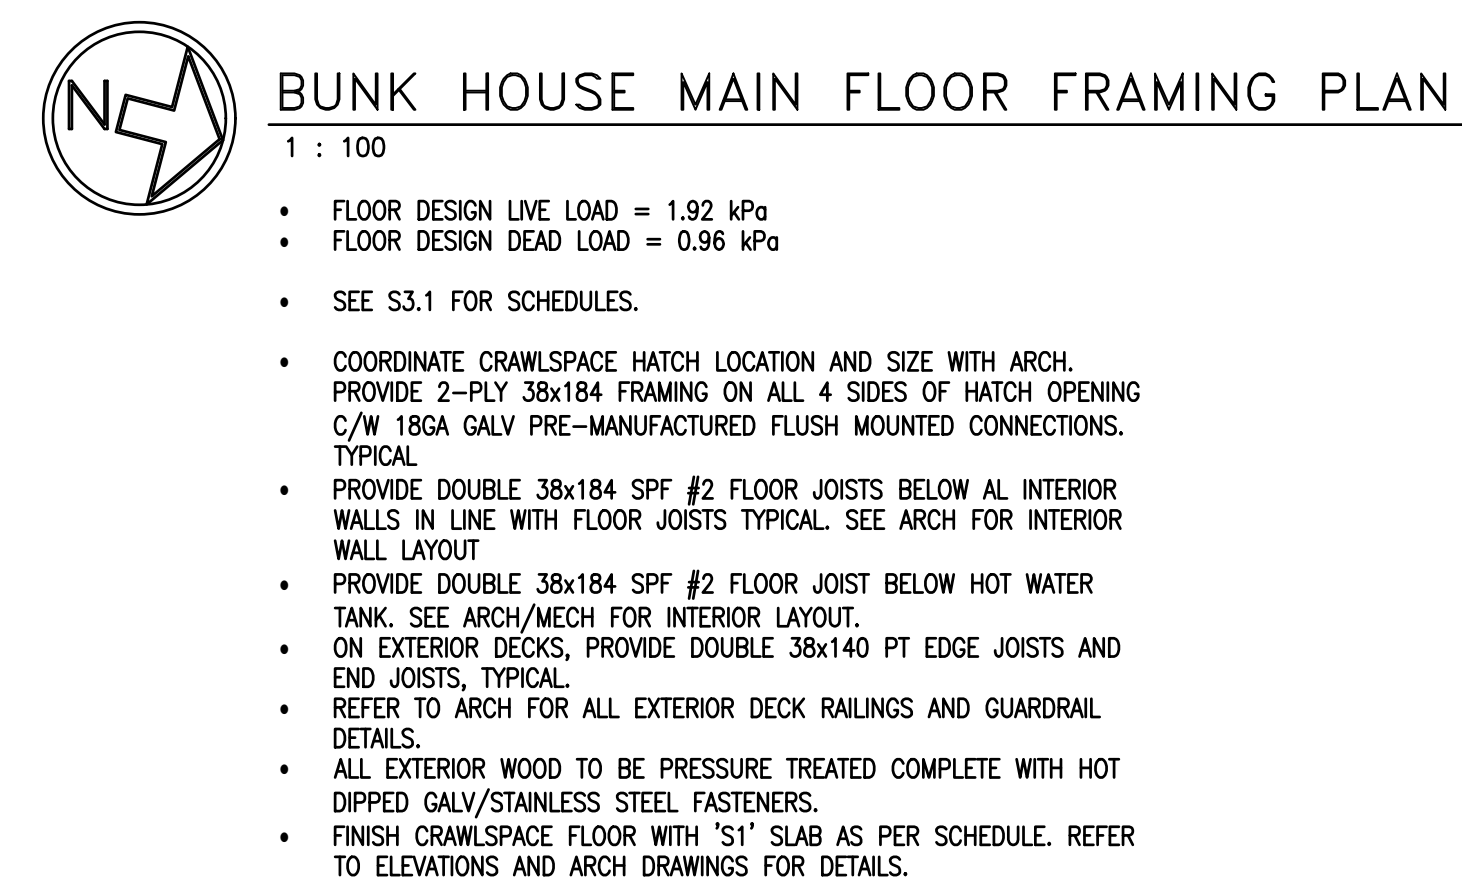 N
BUNK HOUSE MAIN FLOOR FRAMING PLAN
1 : 100
• FLOOR DESIGN LIVE LOAD = 1.92 kPa
• FLOOR DESIGN DEAD LOAD = 0.96 kPa
• SEE S3.1 FOR SCHEDULES.
• COORDINATE CRAWLSPACE HATCH LOCATION AND SIZE WITH ARCH.
PROVIDE 2-PLY 38x184 FRAMING ON ALL 4 SIDES OF HATCH OPENING
C/W 18GA GALV PRE-MANUFACTURED FLUSH MOUNTED CONNECTIONS.
TYPICAL
• PROVIDE DOUBLE 38x184 SPF #2 FLOOR JOISTS BELOW AL INTERIOR
WALLS IN LINE WITH FLOOR JOISTS TYPICAL. SEE ARCH FOR INTERIOR
WALL LAYOUT
• PROVIDE DOUBLE 38x184 SPF #2 FLOOR JOIST BELOW HOT WATER
TANK. SEE ARCH/MECH FOR INTERIOR LAYOUT.
• ON EXTERIOR DECKS, PROVIDE DOUBLE 38x140 PT EDGE JOISTS AND
END JOISTS, TYPICAL.
• REFER TO ARCH FOR ALL EXTERIOR DECK RAILINGS AND GUARDRAIL
DETAILS.
• ALL EXTERIOR WOOD TO BE PRESSURE TREATED COMPLETE WITH HOT
DIPPED GALV/STAINLESS STEEL FASTENERS.
• FINISH CRAWLSPACE FLOOR WITH 'S1' SLAB AS PER SCHEDULE. REFER
TO ELEVATIONS AND ARCH DRAWINGS FOR DETAILS.